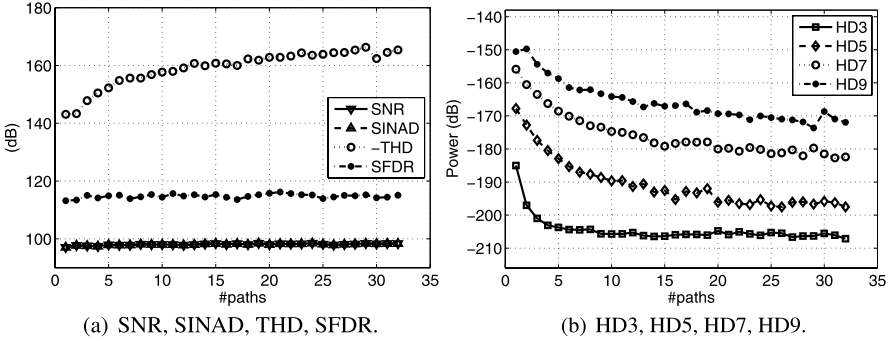 180
160
140
120
100
(dB)
0
5
10
15
20
25
30
35
#paths
SNR
SINAD
−THD
SFDR
(a) SNR, SINAD, THD, SFDR.
−140
−150
−160
−170
−180
−190
−200
−210
Power (dB)
0
5
10
15
20
25
30
35
#paths
HD3
HD5
HD7
HD9
(b) HD3, HD5, HD7, HD9.